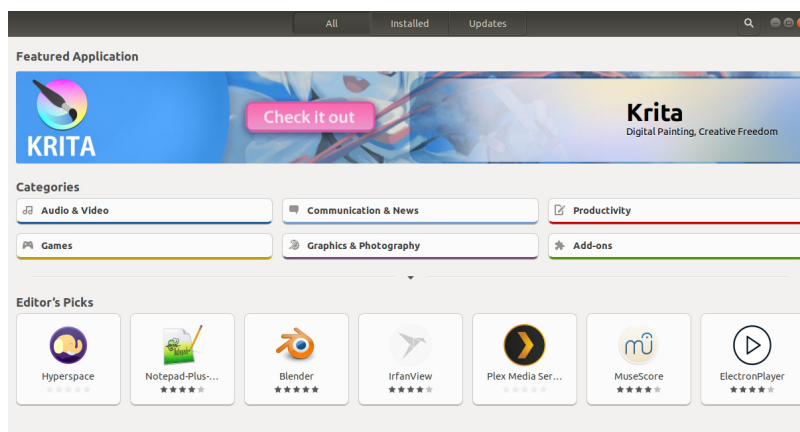 All Installed Updates
Featured Application
KRITA
Check it out
Krita
Digital Painting, Creative Freedom
Categories
Audio & Video
Communication & News
Productivity
Games
Graphics & Photography
Add-ons
Editor's Picks
Hyperspace
Notepad-Plus-...
Blender
IrfanView
Plex Media Ser...
MuseScore
ElectronPlayer